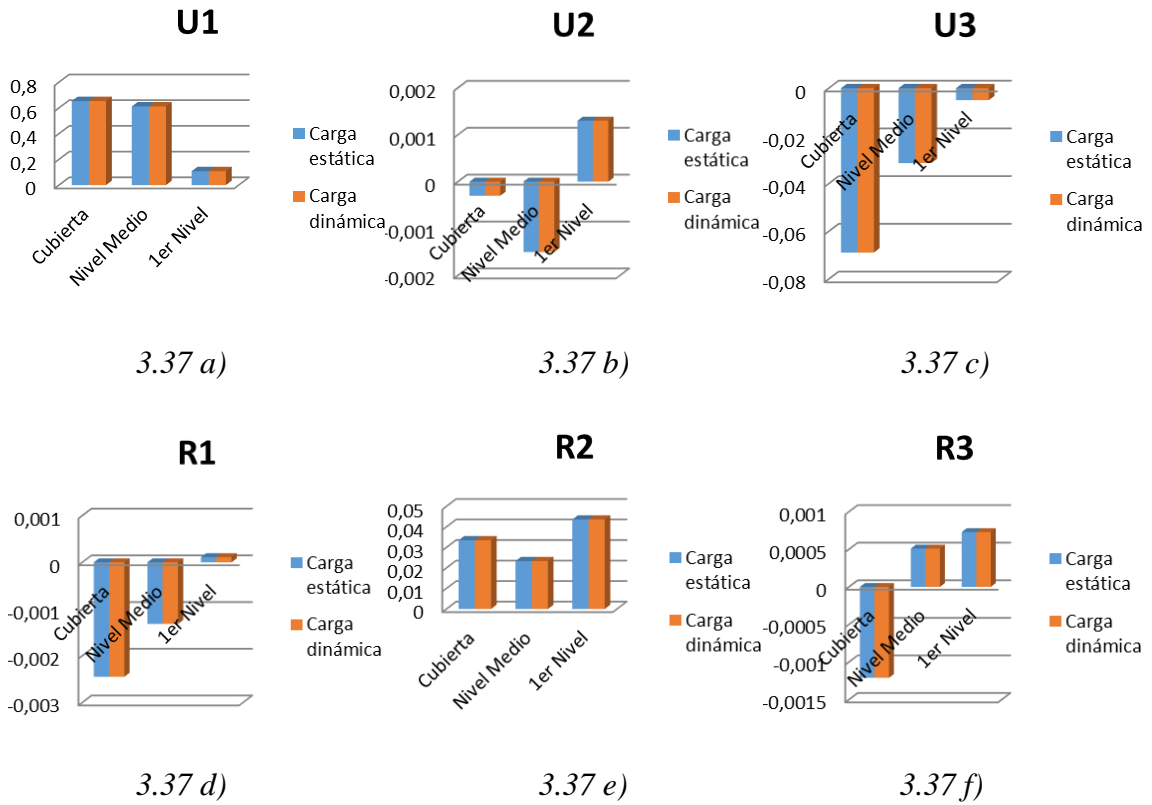 U1
0,8
0,6
0,4
0,2
0
Cubierta
Nivel Medio
1er Nivel
Carga
estática
Carga
dinámica
3.37 a)
U2
0,002
0,001
0
-0,001
-0,002
Cubierta
Nivel Medio
1er Nivel
Carga
estática
Carga
dinámica
3.37 b)
U3
0
-0,02
-0,04
-0,06
-0,08
Cubierta
Nivel Medio
1er Nivel
Carga
estática
Carga
dinámica
3.37 c)
R1
0,001
0
-0,001
-0,002
-0,003
Cubierta
Nivel Medio
1er Nivel
Carga
estática
Carga
dinámica
3.37 d)
R2
0,05
0,04
0,03
0,02
0,01
0
Cubierta
Nivel Medio
1er Nivel
Carga
estática
Carga
dinámica
3.37 e)
R3
0,001
0,0005
0
-0,0005
-0,001
-0,0015
Cubierta
Nivel Medio
1er Nivel
Carga
estática
Carga
dinámica
3.37 f)